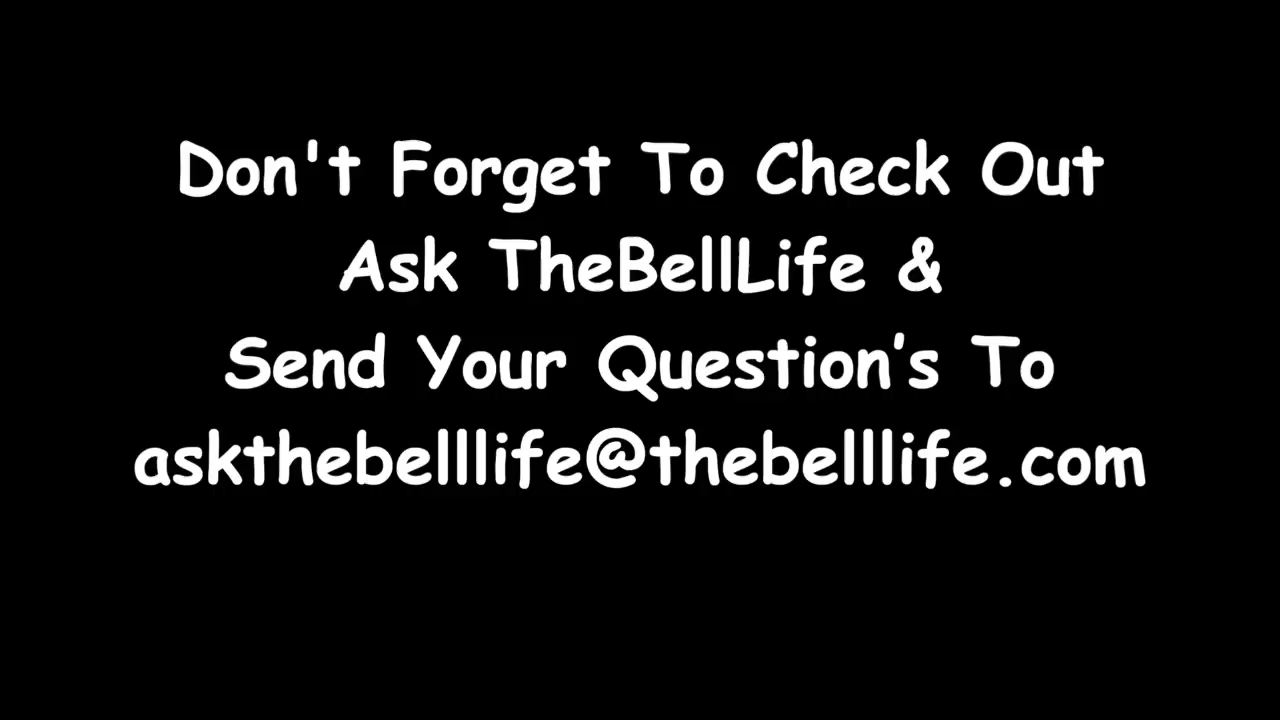 Don't Forget To Check Out
Ask TheBellLife &
Send Your Question’s To
askthebelllife@thebelllife.com